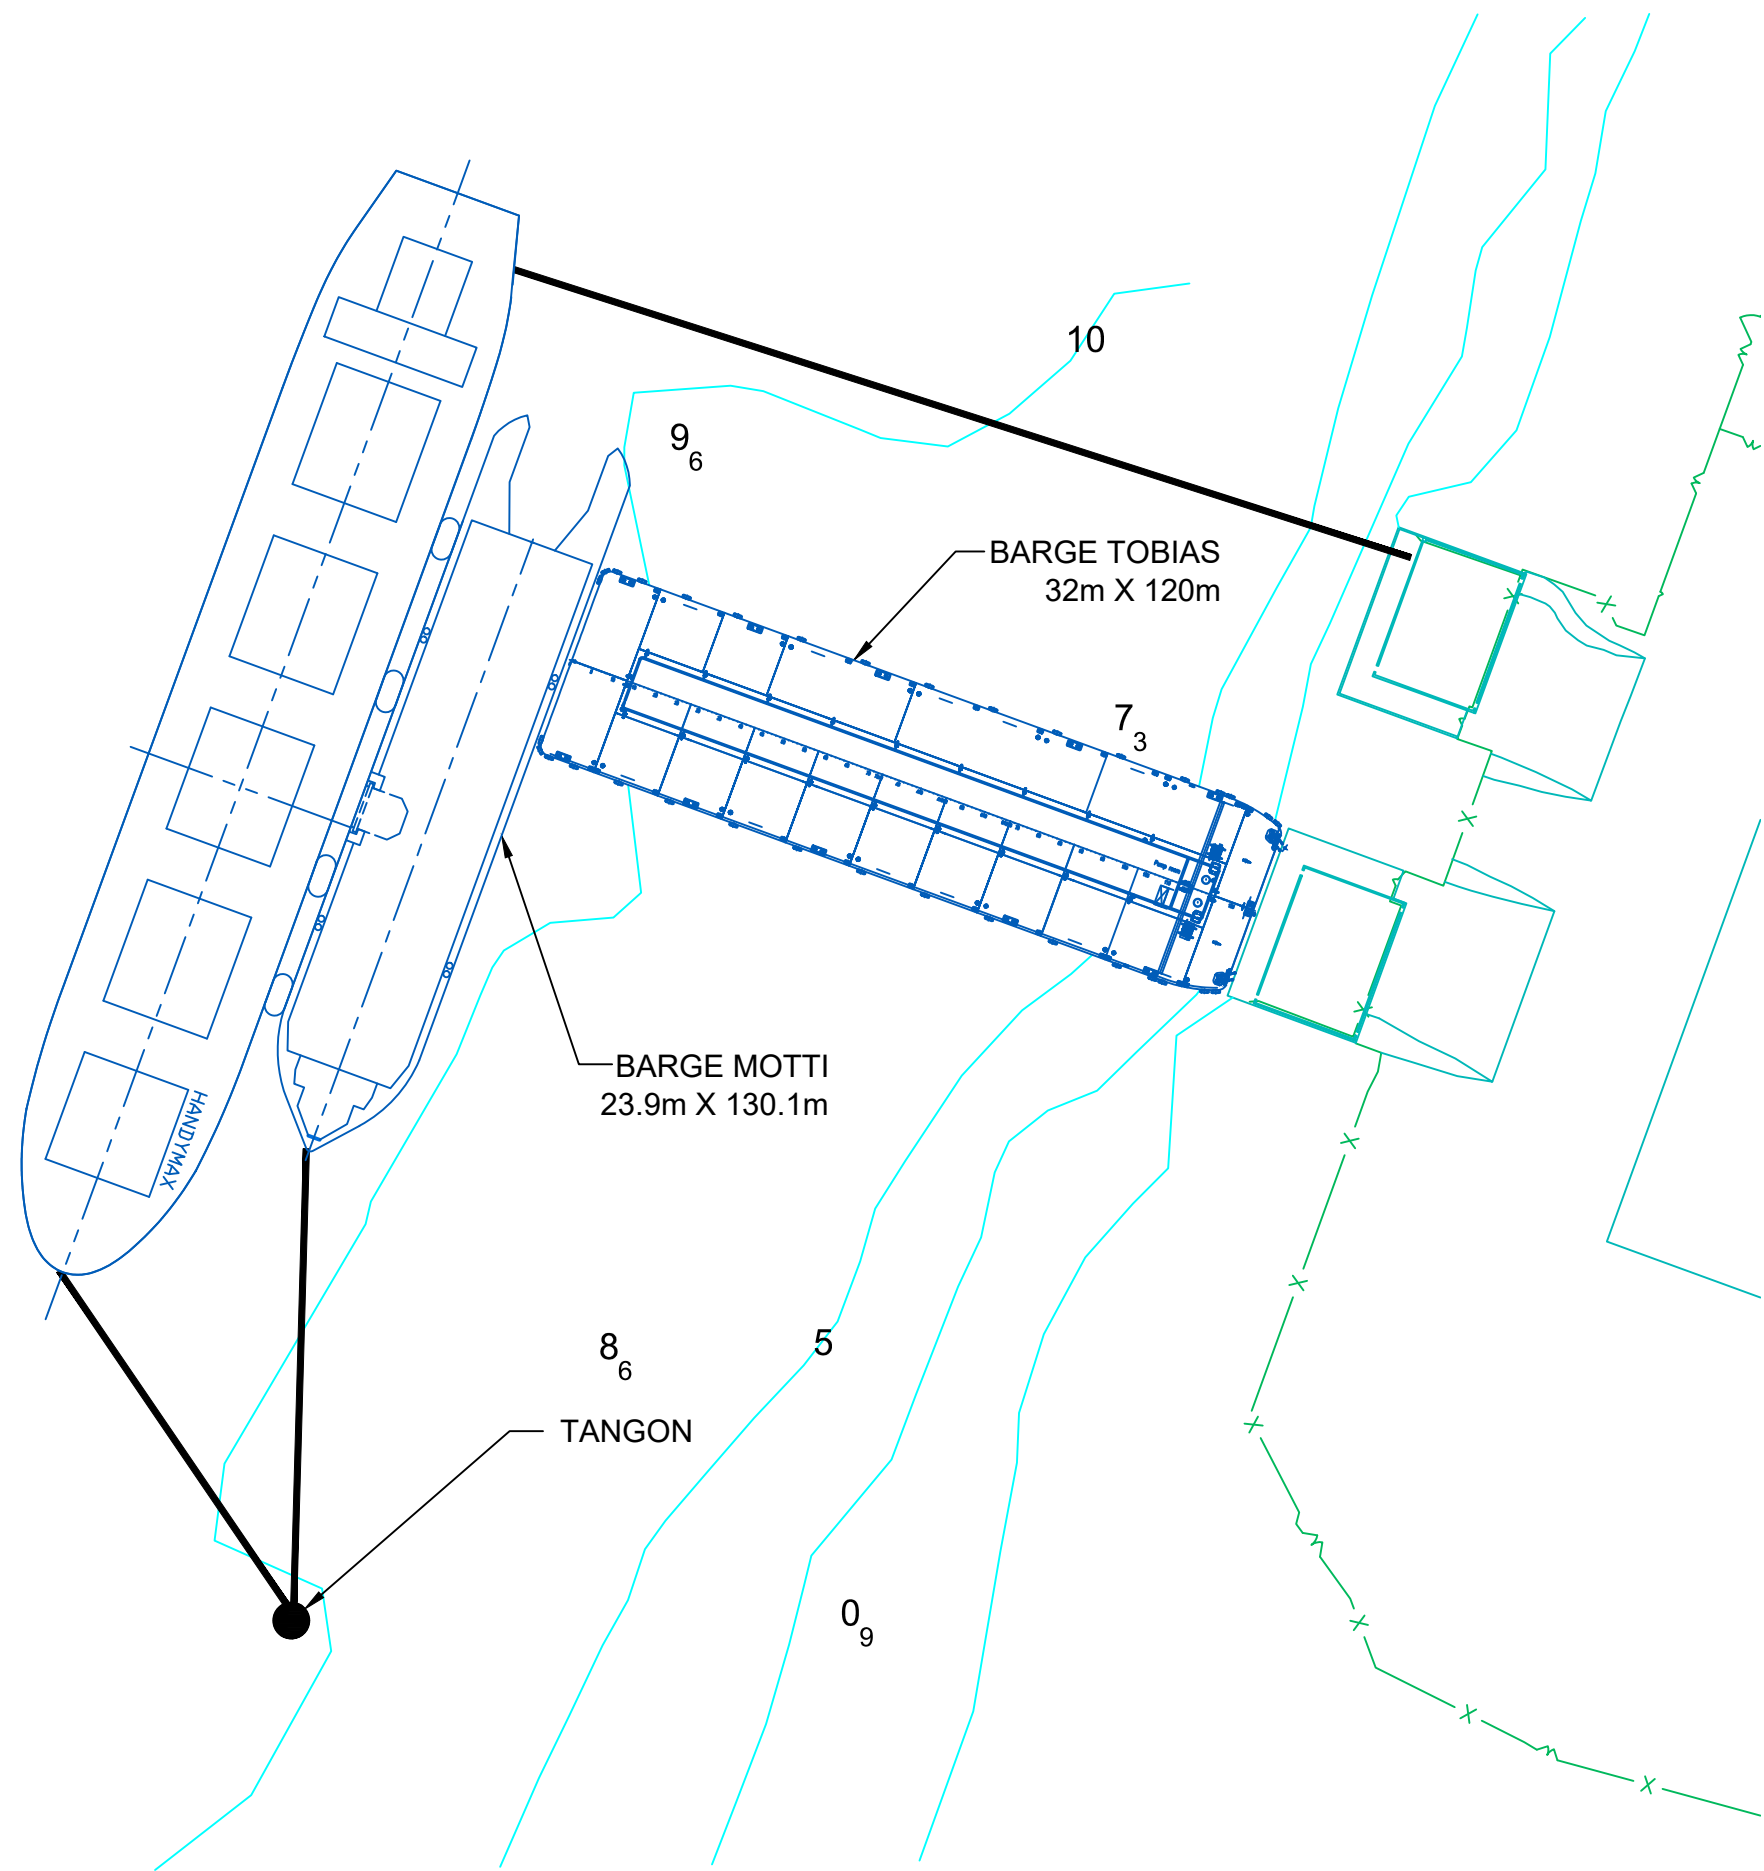 10
9 6
BARGE TOBIAS
32m X 120m
7 3
BARGE MOTTI
23.9m X 130.1m
HANDYMAX
8 6
5
TANGON
0 9